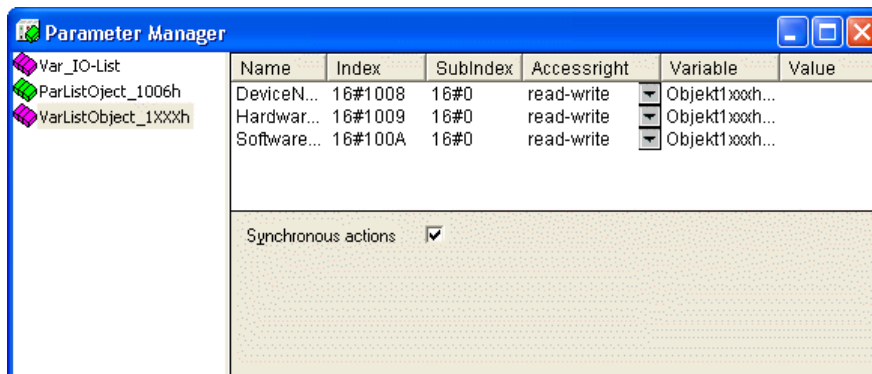 Parameter Manager
Var_IO-List
ParListOject_1006h
VarListObject_1XXXh
Name Index SubIndex Accessright Variable Value
DeviceN... 16#1008 16#0 read-write Objekt1xxxh...
Hardwar... 16#1009 16#0 read-write Objekt1xxxh...
Software... 16#100A 16#0 read-write Objekt1xxxh...
Synchronous actions